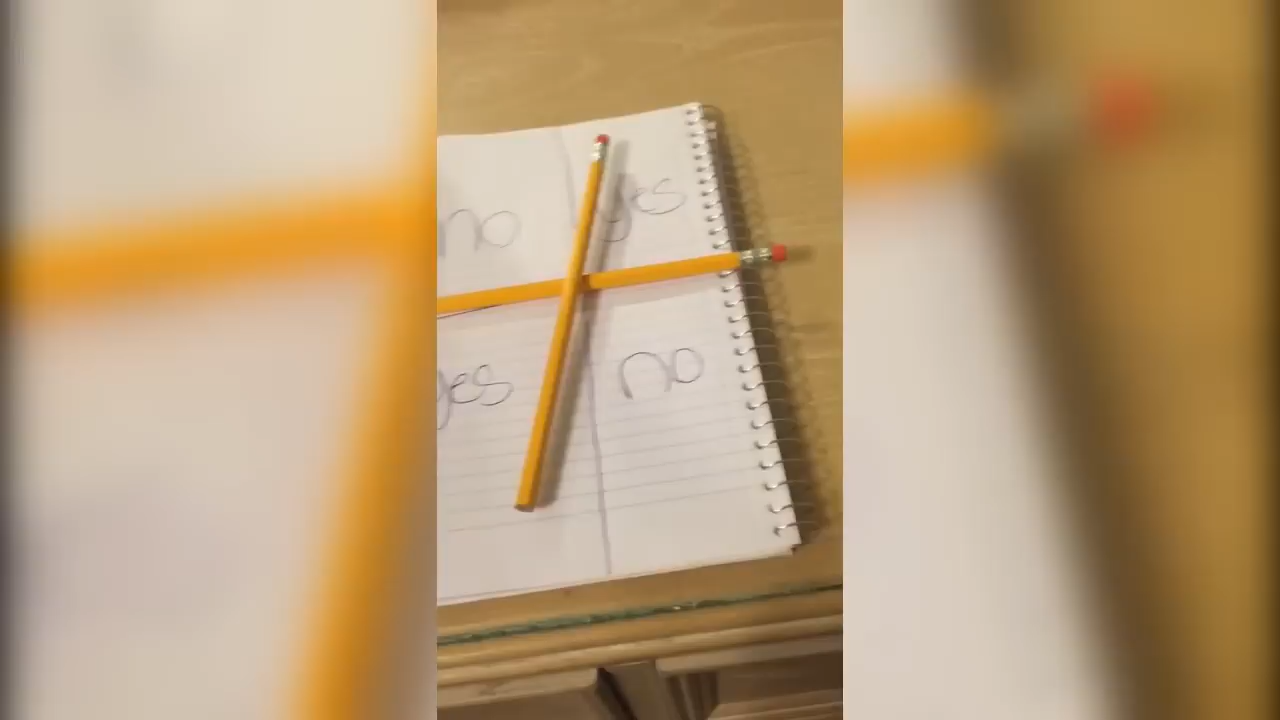 no yes
yes no